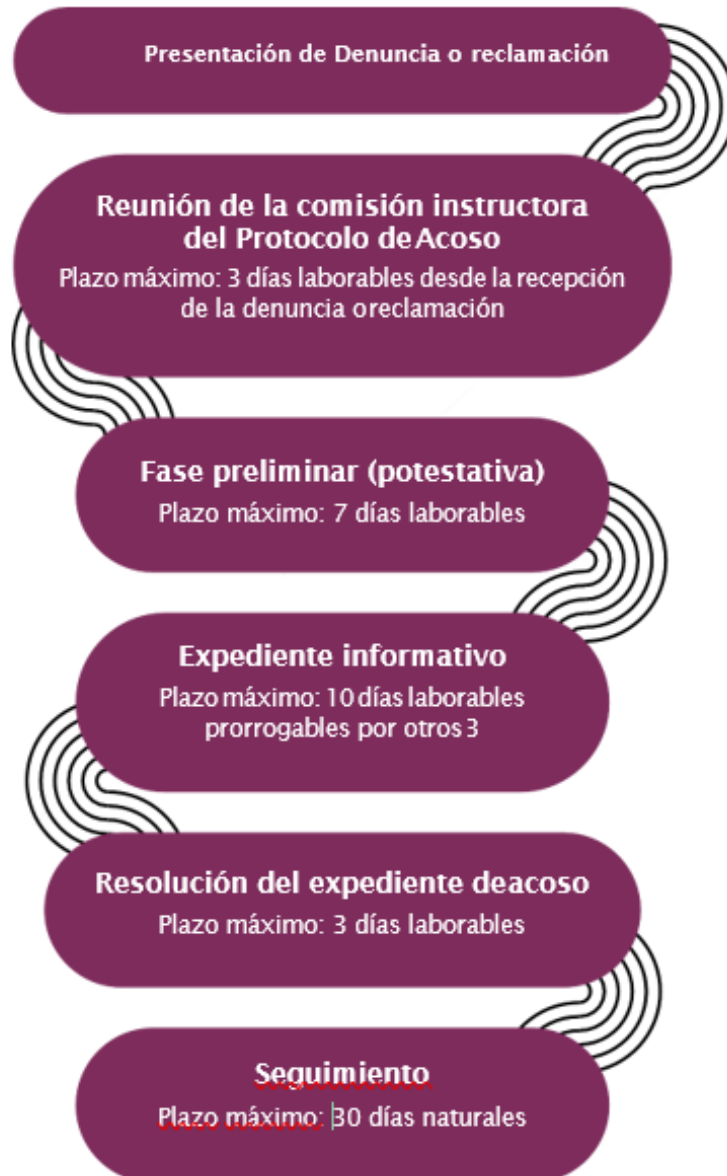 Presentación de Denuncia o reclamación
Reunión de la comisión instructora
del Protocolo deAcoso
Plazo máximo: 3 días laborables desde la recepción
de la denuncia oreclamación
Fase preliminar (potestativa)
Plazo máximo: 7 días laborables
Expediente informativo
Plazo máximo: 10 días laborables
prorrogables por otros 3
Resolución del expediente deacoso
Plazo máximo: 3 días laborables
Seguimiento
Plazo máximo: 30 días naturales